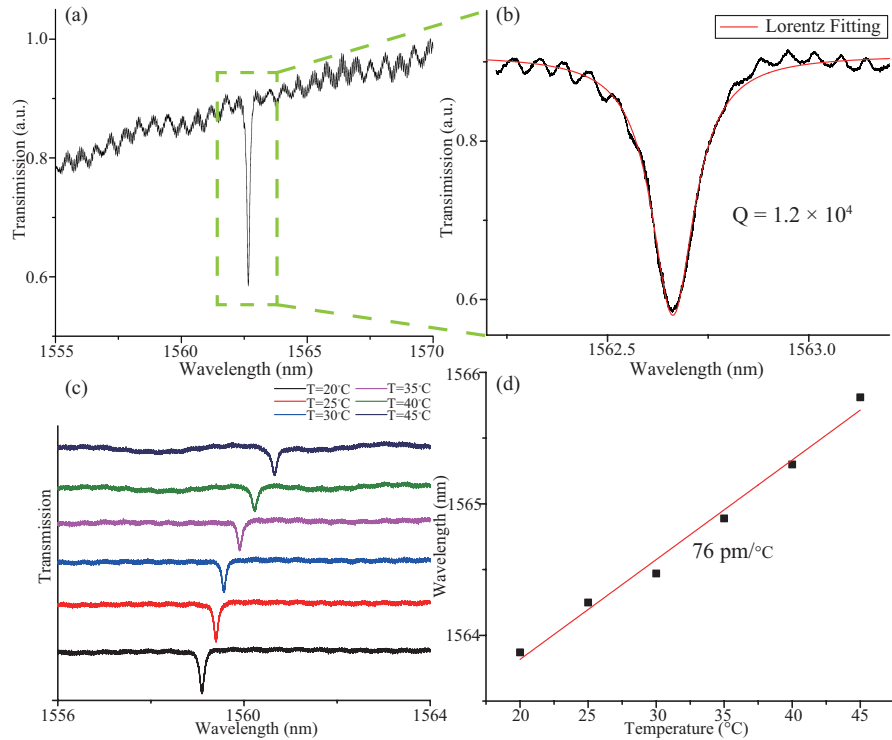 (a)
1.0
0.8
0.6
Transmission (a.u.)
1555
1560
1565
1570
Wavelength (nm)
(b)
Lorentz Fitting
0.8
0.6
Transimission (a.u.)
Q = 1.2 × 10⁴
1562.5
1563.0
Wavelength (nm)
(c)
T=20°C
T=35°C
T=25°C
T=40°C
T=30°C
T=45°C
Transmission
1556
1560
1564
Wavelength (nm)
(d)
1566
1565
1564
Wavelength (nm)
76 pm/°C
20
25
30
35
40
45
Temperature (°C)